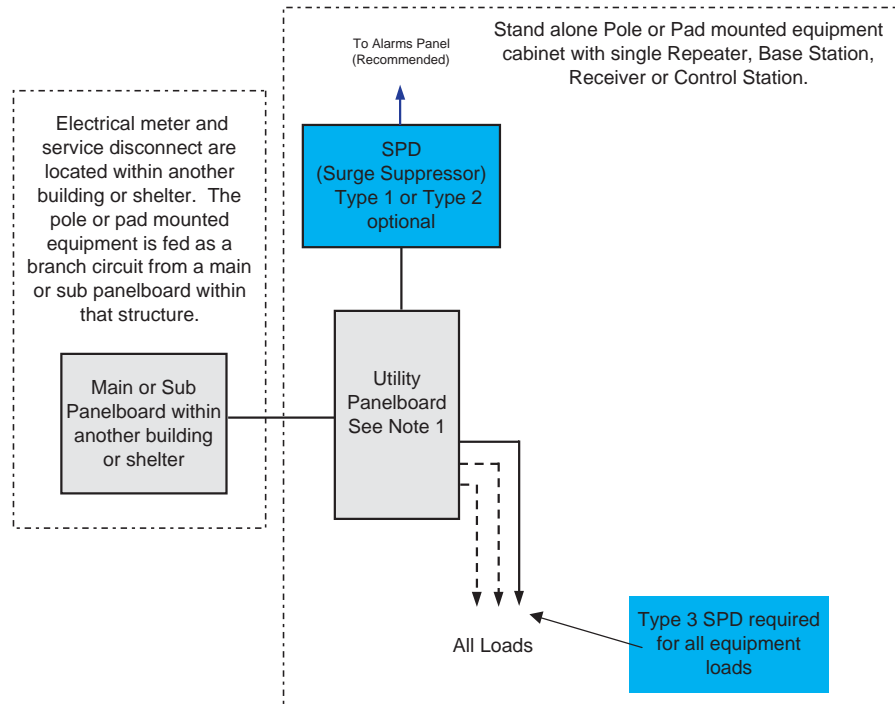 To Alarms Panel
(Recommended)
Stand alone Pole or Pad mounted equipment
cabinet with single Repeater, Base Station,
Receiver or Control Station.
Electrical meter and
service disconnect are
located within another
building or shelter. The
pole or pad mounted
equipment is fed as a
branch circuit from a main
or sub panelboard within
that structure.
SPD
(Surge Suppressor)
Type 1 or Type 2
optional
Main or Sub
Panelboard within
another building
or shelter
Utility
Panelboard
See Note 1
All Loads
Type 3 SPD required
for all equipment
loads